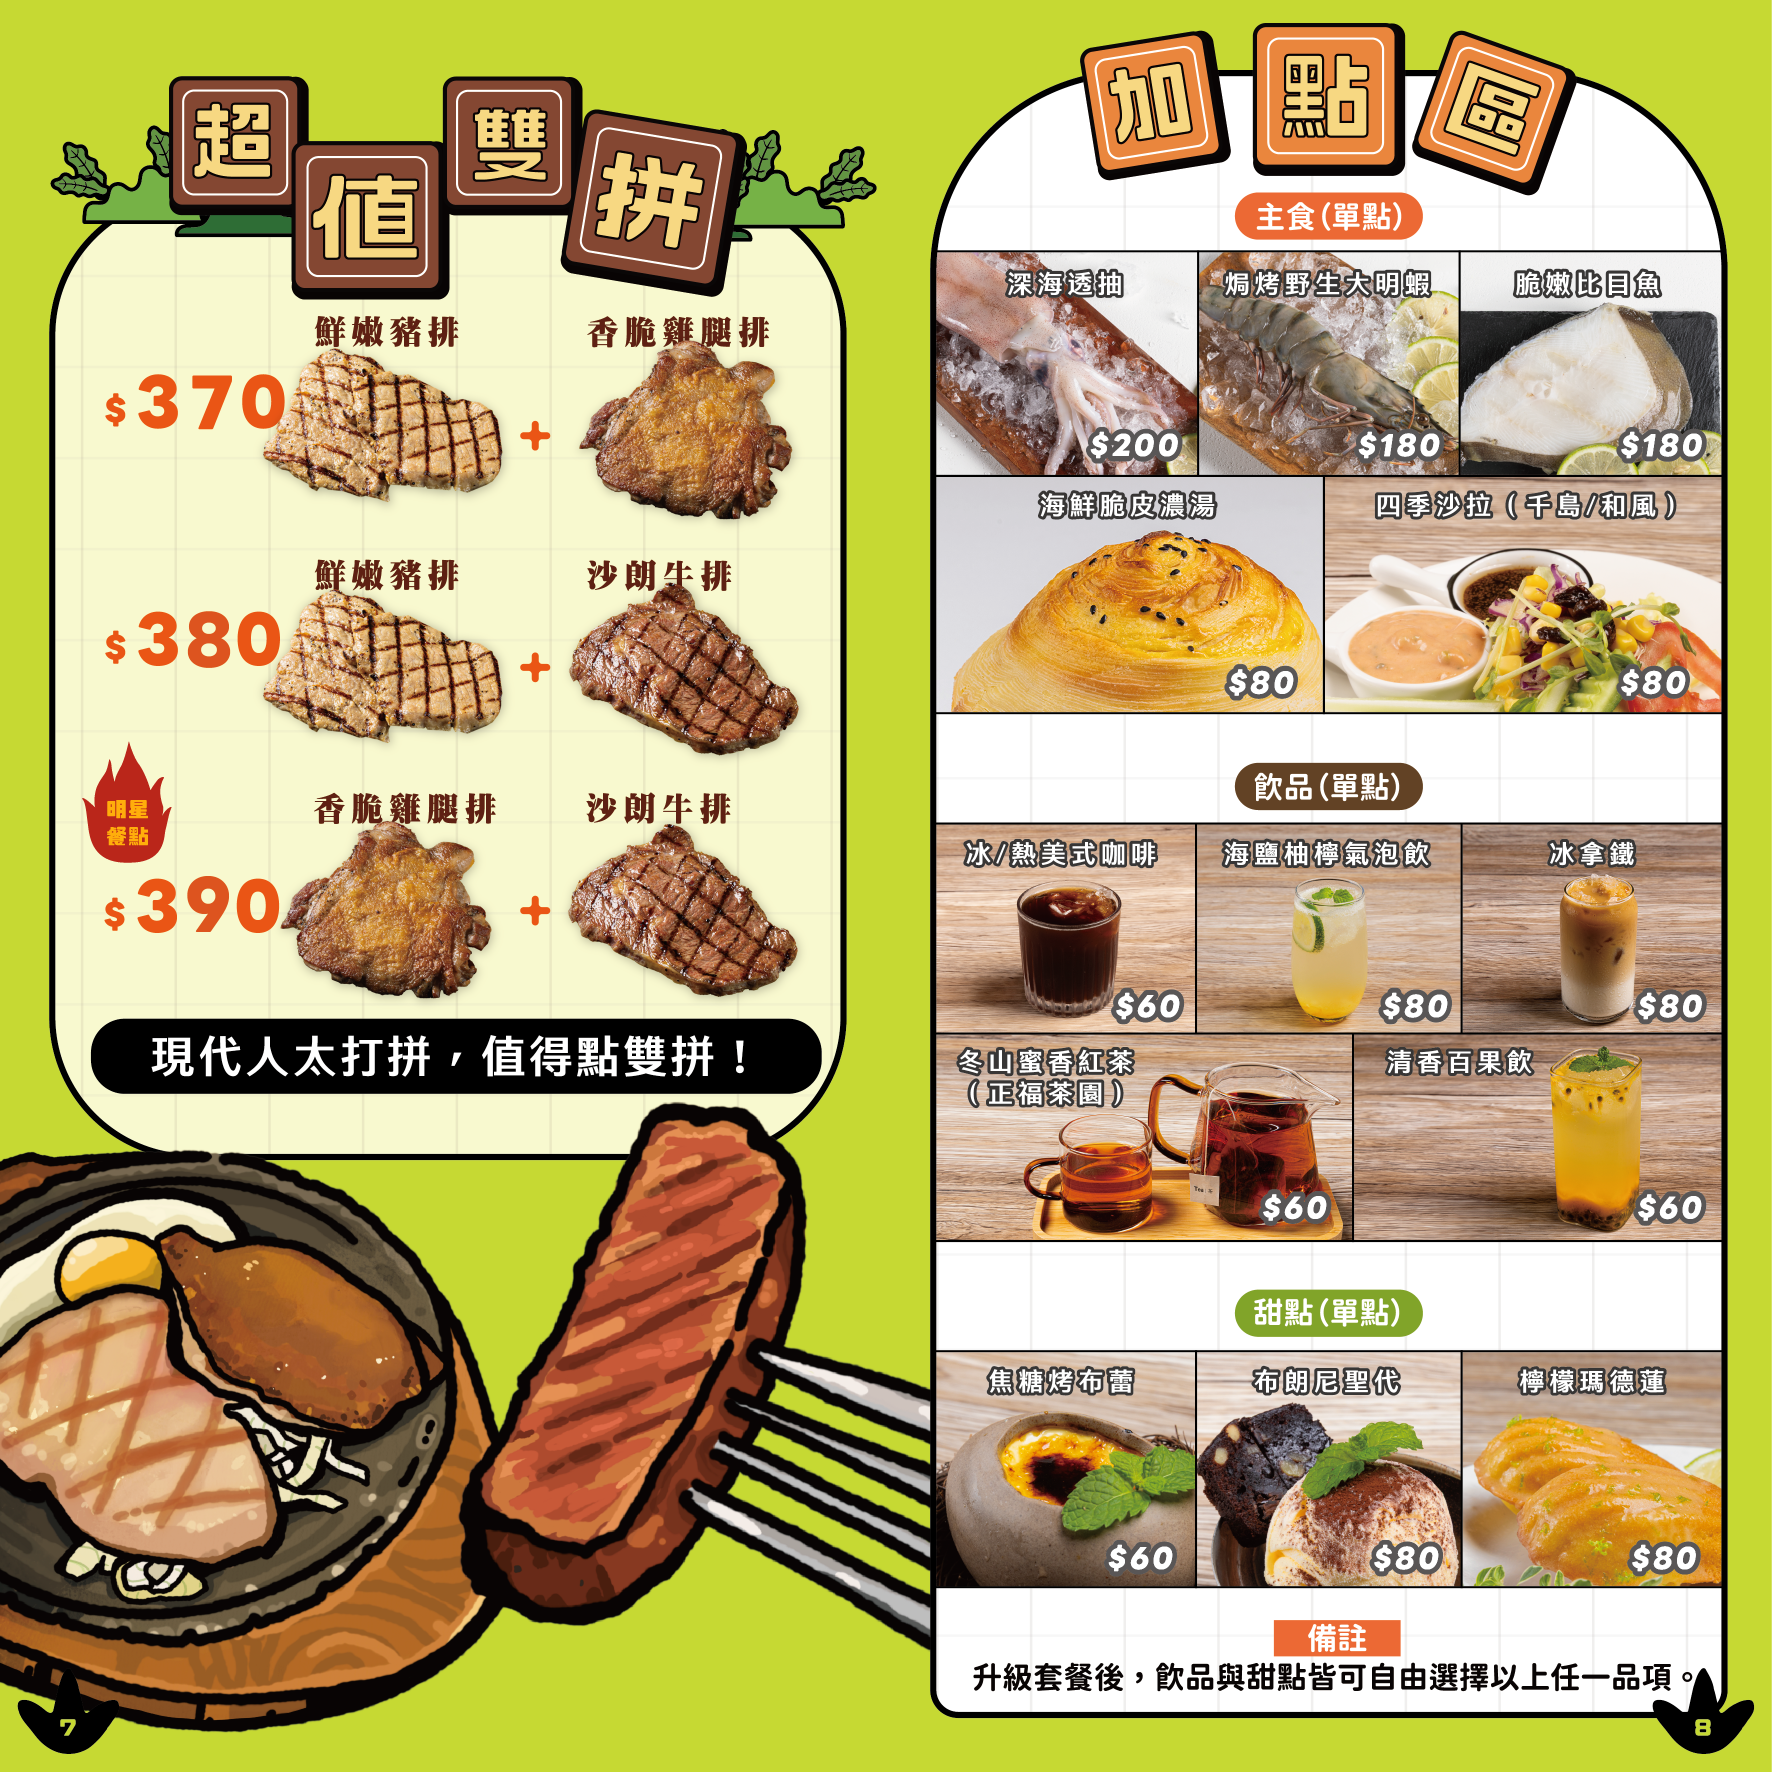 超值雙拼
鮮嫩豬排
香脆雞腿排
$370
+
鮮嫩豬排
沙朗牛排
$380
+
明星
餐點
香脆雞腿排
沙朗牛排
$390
+
現代人太打拼，值得點雙拼！
7
加點區
主食(單點)
深海透抽
$200
焗烤野生大明蝦
$180
脆嫩比目魚
$180
海鮮脆皮濃湯
$80
四季沙拉（千島/和風）
$80
飲品(單點)
冰/熱美式咖啡
$60
海鹽柚檸氣泡飲
$80
冰拿鐵
$80
冬山蜜香紅茶
（正福茶園）
$60
清香百果飲
$60
甜點(單點)
焦糖烤布蕾
$60
布朗尼聖代
$80
檸檬瑪德蓮
$80
備註
升級套餐後，飲品與甜點皆可自由選擇以上任一品項。
8